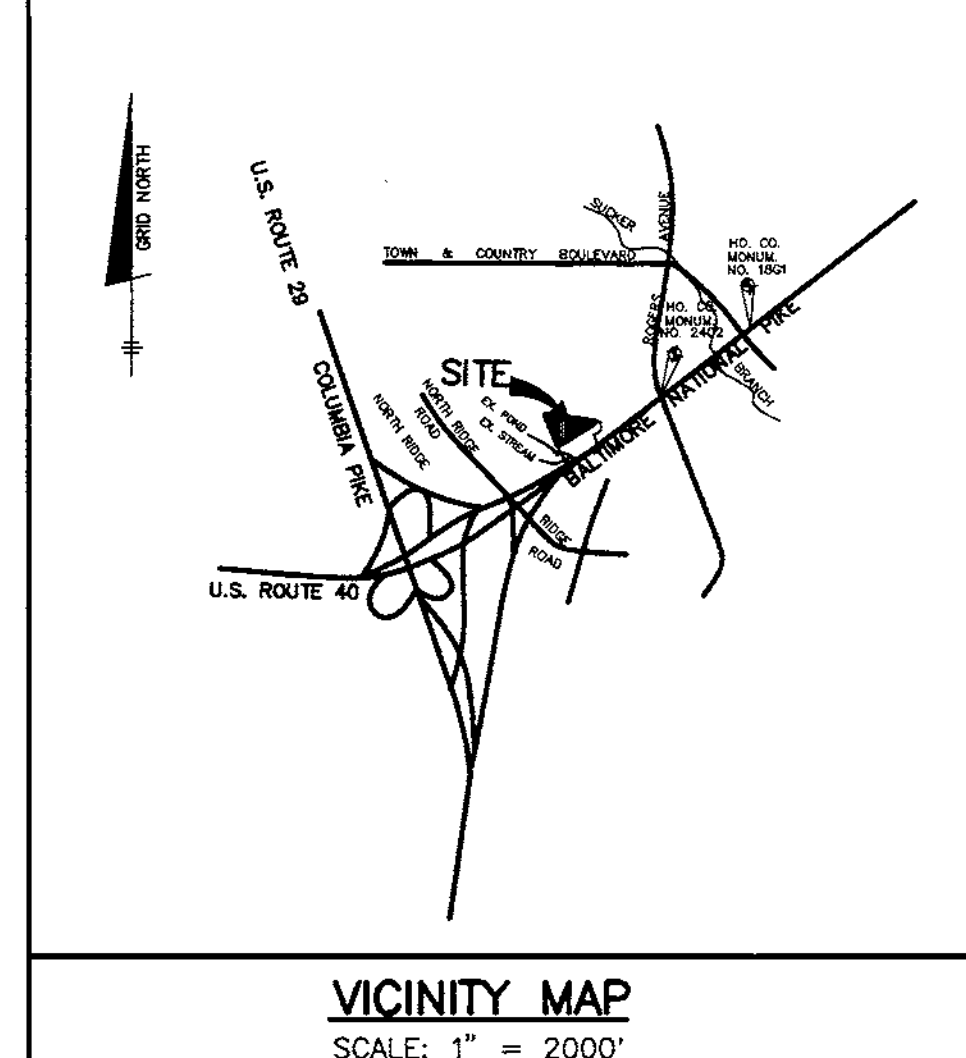 GRID NORTH
U.S. ROUTE 29
SUCKER
AVENUE
TOWN & COUNTRY BOULEVARD
HO. CO.
MONUM.
NO. 18G1
ROGERS
HO. CO.
MONUM.
NO. 2402
BALTIMORE NATIONAL PIKE
BRANCH
SITE
COLUMBIA PIKE
NORTH RIDGE
ROAD
NORTH RIDGE
EX. POND
EX. STREAM
RIDGE
ROAD
U.S. ROUTE 40
VICINITY MAP
SCALE: 1" = 2000'